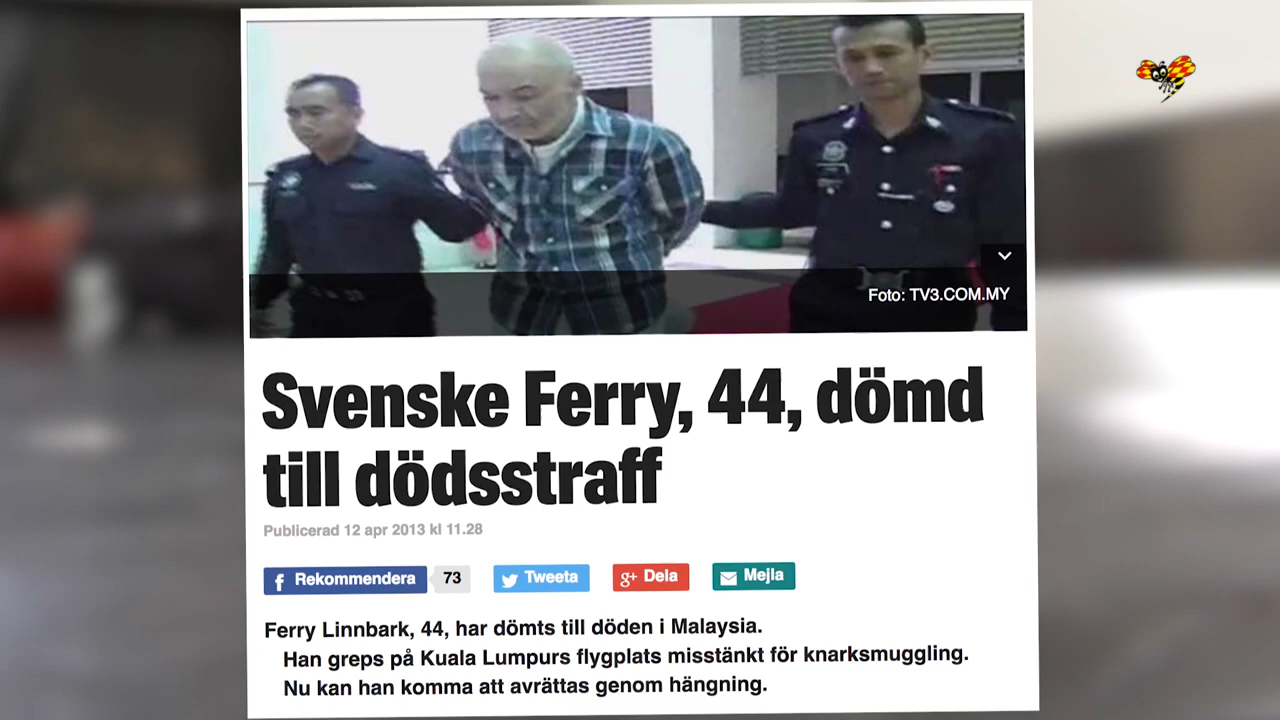 Foto: TV3.COM.MY
Svenske Ferry, 44, dömd
till dödsstraff
Publicerad 12 apr 2013 kl 11.28
Rekommendera 73 Tweeta Dela Mejla
Ferry Linnbark, 44, har dömts till döden i Malaysia.
Han greps på Kuala Lumpurs flygplats misstänkt för knarksmuggling.
Nu kan han komma att avrättas genom hängning.